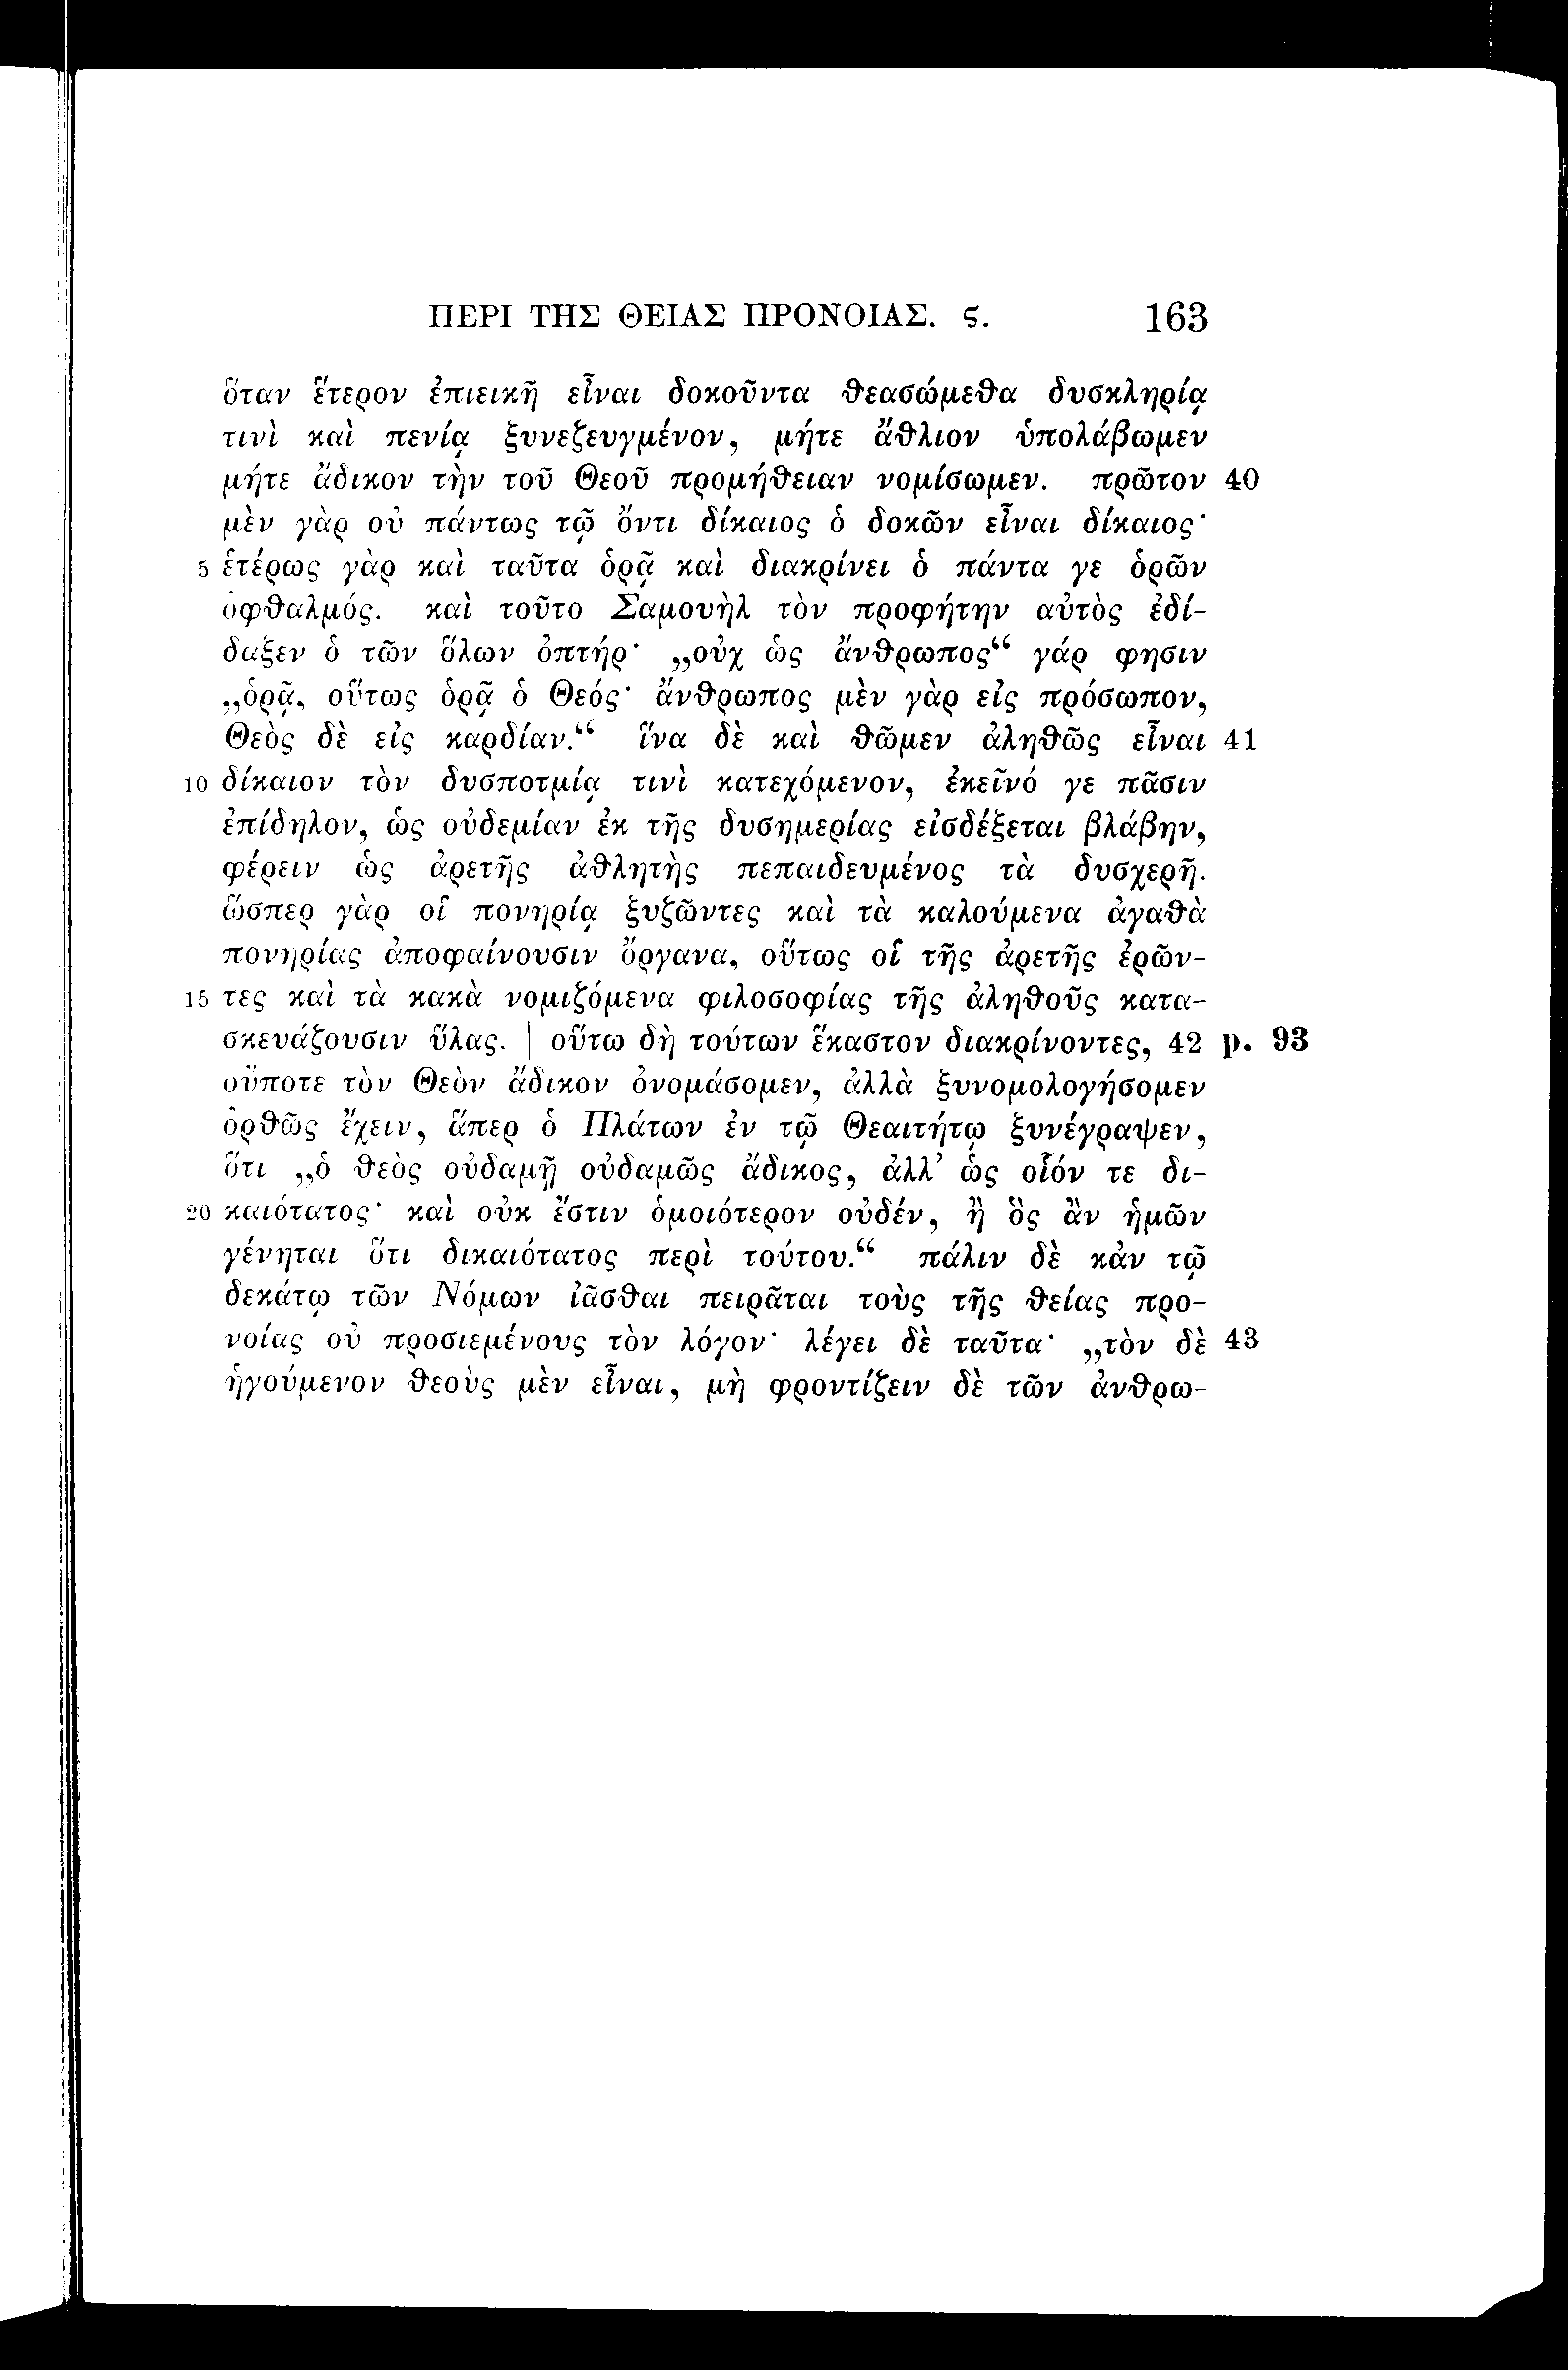 ΠΕΡΙ ΤΗΣ ΘΕΙΑΣ ΠΡΟΝΟΙΑΣ. ϛ. 163
ὅταν ἕτερον ἐπιεικῆ εἶναι δοκοῦντα θεασώμεθα δυσκληρίᾳ
τινὶ καὶ πενίᾳ ξυνεζευγμένον, μήτε ἄθλιον ὑπολάβωμεν
μήτε ἄδικον τὴν τοῦ Θεοῦ προμήθειαν νομίσωμεν. πρῶτον 40
μὲν γὰρ οὐ πάντως τῷ ὄντι δίκαιος ὁ δοκῶν εἶναι δίκαιος·
5 ἑτέρως γὰρ καὶ ταῦτα ὁρᾷ καὶ διακρίνει ὁ πάντα γε ὁρῶν
ὀφθαλμός. καὶ τοῦτο Σαμουὴλ τὸν προφήτην αὐτὸς ἐδί-
δαξεν ὁ τῶν ὅλων ὀπτήρ· „οὐχ ὡς ἄνθρωπος“ γάρ φησιν
„ὁρᾷ, οὕτως ὁρᾷ ὁ Θεός· ἄνθρωπος μὲν γὰρ εἰς πρόσωπον,
Θεὸς δὲ εἰς καρδίαν.“ ἵνα δὲ καὶ θῶμεν ἀληθῶς εἶναι 41
10 δίκαιον τὸν δυσποτμίᾳ τινὶ κατεχόμενον, ἐκεῖνό γε πᾶσιν
ἐπίδηλον, ὡς οὐδεμίαν ἐκ τῆς δυσημερίας εἰσδέξεται βλάβην,
φέρειν ὡς ἀρετῆς ἀθλητὴς πεπαιδευμένος τὰ δυσχερῆ.
ὥσπερ γὰρ οἱ πονηρίᾳ ξυζῶντες καὶ τὰ καλούμενα ἀγαθὰ
πονηρίας ἀποφαίνουσιν ὄργανα, οὕτως οἱ τῆς ἀρετῆς ἐρῶν-
15 τες καὶ τὰ κακὰ νομιζόμενα φιλοσοφίας τῆς ἀληθοῦς κατα-
σκευάζουσιν ὕλας. | οὕτω δὴ τούτων ἕκαστον διακρίνοντες, 42 p. 93
οὔποτε τὸν Θεὸν ἄδικον ὀνομάσομεν, ἀλλὰ ξυνομολογήσομεν
ὀρθῶς ἔχειν, ἅπερ ὁ Πλάτων ἐν τῷ Θεαιτήτῳ ξυνέγραψεν,
ὅτι „ὁ θεὸς οὐδαμῇ οὐδαμῶς ἄδικος, ἀλλ’ ὡς οἷόν τε δι-
20 καιότατος· καὶ οὐκ ἔστιν ὁμοιότερον οὐδέν, ἢ ὃς ἂν ἡμῶν
γένηται ὅτι δικαιότατος περὶ τούτου.“ πάλιν δὲ κἀν τῷ
δεκάτῳ τῶν Νόμων ἰᾶσθαι πειρᾶται τοὺς τῆς θείας προ-
νοίας οὐ προσιεμένους τὸν λόγον· λέγει δὲ ταῦτα· „τὸν δὲ 43
ἡγούμενον θεοὺς μὲν εἶναι, μὴ φροντίζειν δὲ τῶν ἀνθρω-